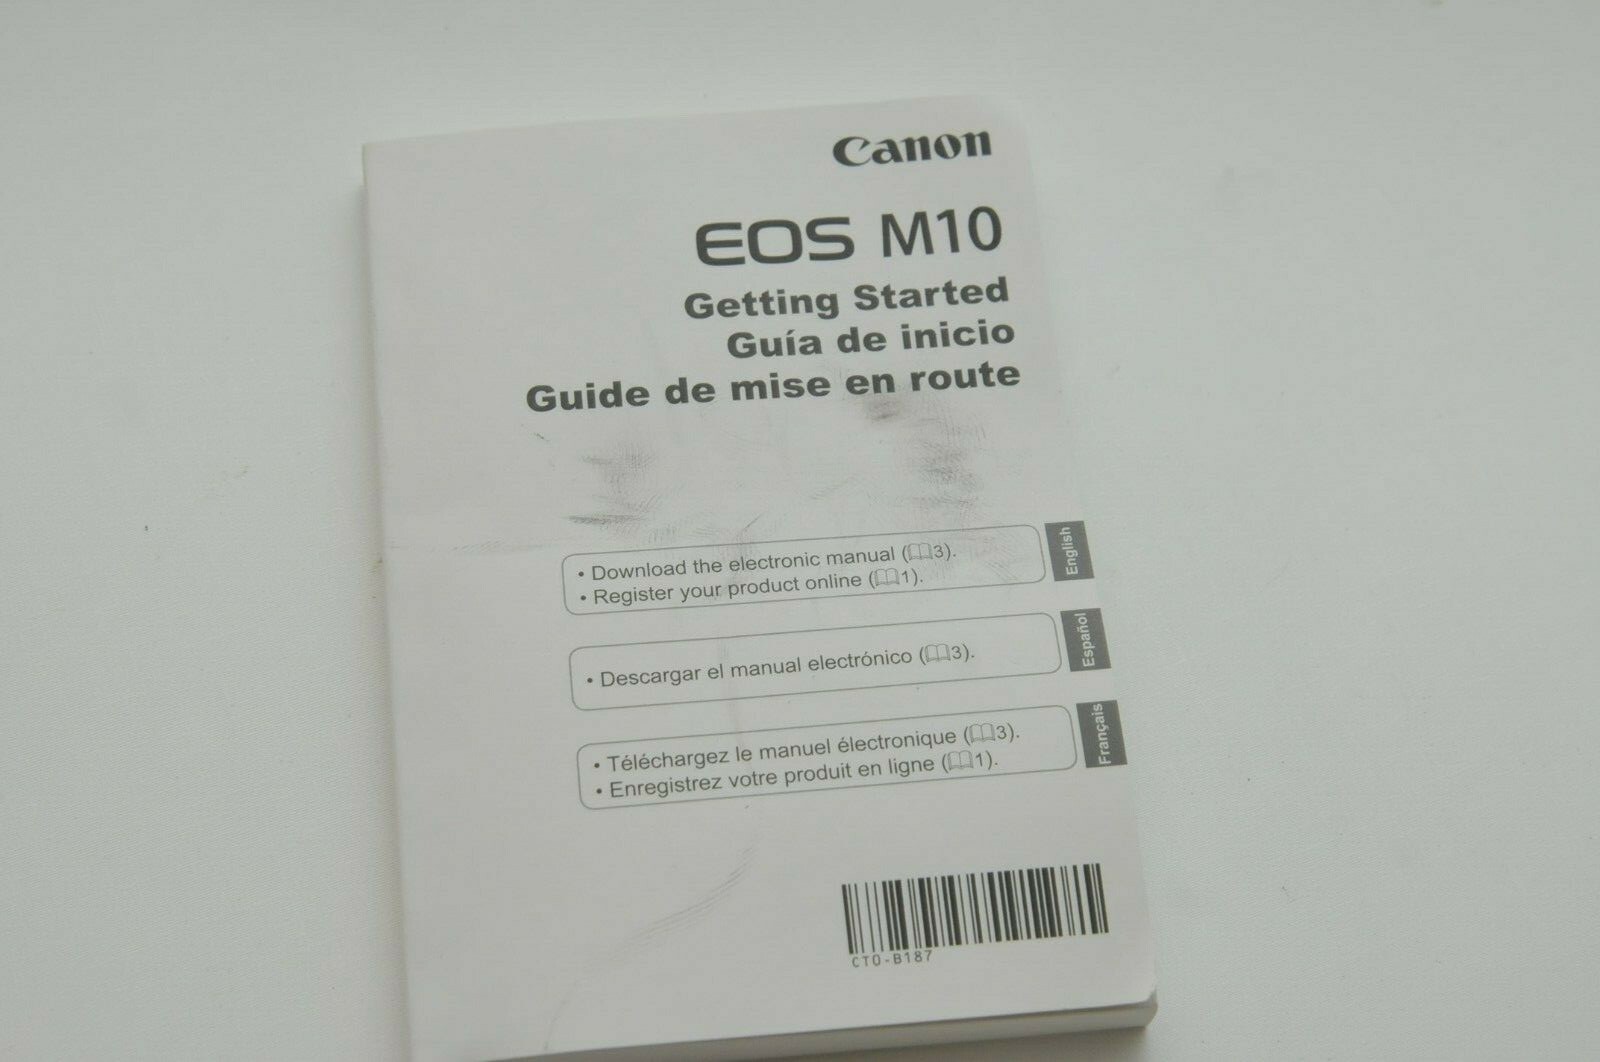 Canon
EOS M10
Getting Started
Guía de inicio
Guide de mise en route
• Download the electronic manual (📖3).
• Register your product online (📖1).
English
• Descargar el manual electrónico (📖3).
Español
• Téléchargez le manuel électronique (📖3).
• Enregistrez votre produit en ligne (📖1).
Français
CT0-B187